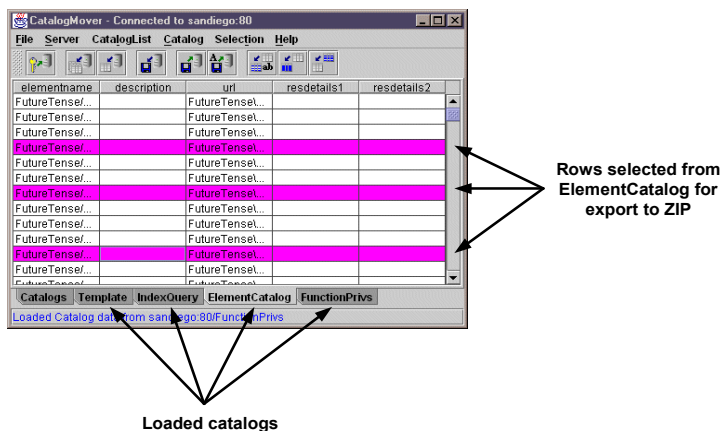 CatalogMover - Connected to sandiego:80
File Server CatalogList Catalog Selection Help
elementname description url resdetails1 resdetails2
FutureTense/... FutureTense\...
FutureTense/... FutureTense\...
FutureTense/... FutureTense\...
FutureTense/... FutureTense\...
FutureTense/... FutureTense\...
FutureTense/... FutureTense\...
FutureTense/... FutureTense\...
FutureTense/... FutureTense\...
FutureTense/... FutureTense\...
FutureTense/... FutureTense\...
FutureTense/... FutureTense\...
FutureTense/... FutureTense\...
FutureTense/... FutureTense\...
Catalogs Template IndexQuery ElementCatalog FunctionPrivs
Loaded Catalog data from sandiego:80/FunctionPrivs
Rows selected from
ElementCatalog for
export to ZIP
Loaded catalogs